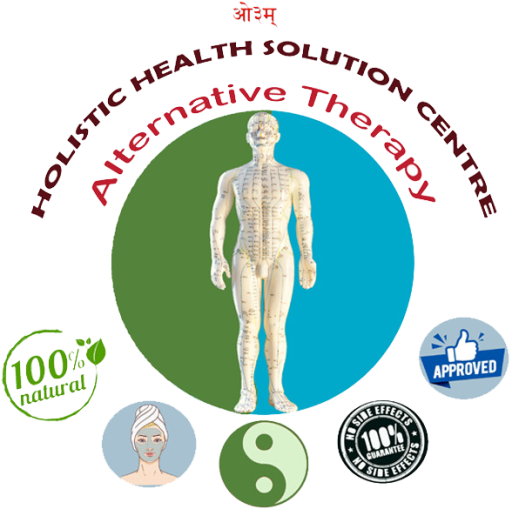 ओ३म्
HOLISTIC HEALTH SOLUTION CENTRE
Alternative Therapy
100%
natural
APPROVED
NO SIDE EFFECTS
100%
GUARANTEE
NO SIDE EFFECTS